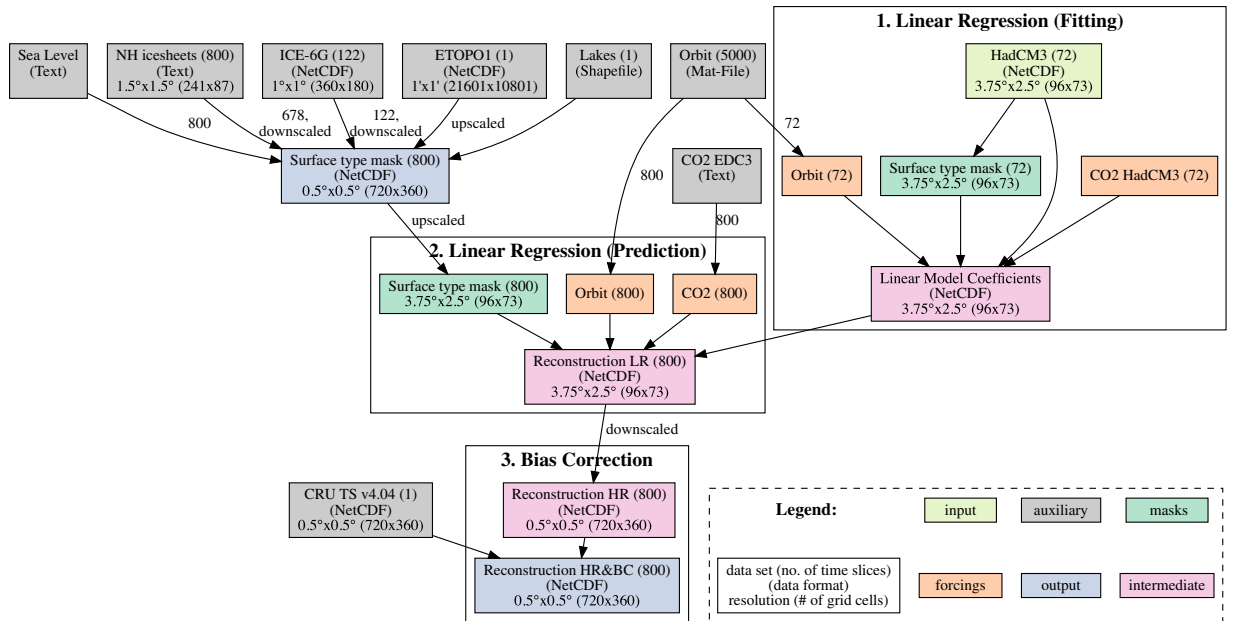 1. Linear Regression (Fitting)
Sea Level
(Text)
NH icesheets (800)
(Text)
1.5°x1.5° (241x87)
ICE-6G (122)
(NetCDF)
1°x1° (360x180)
ETOPO1 (1)
(NetCDF)
1'x1' (21601x10801)
Lakes (1)
(Shapefile)
Orbit (5000)
(Mat-File)
HadCM3 (72)
(NetCDF)
3.75°x2.5° (96x73)
800
678,
downscaled
122,
downscaled
upscaled
72
Surface type mask (800)
(NetCDF)
0.5°x0.5° (720x360)
800
CO2 EDC3
(Text)
Orbit (72)
Surface type mask (72)
3.75°x2.5° (96x73)
CO2 HadCM3 (72)
upscaled
800
2. Linear Regression (Prediction)
Surface type mask (800)
3.75°x2.5° (96x73)
Orbit (800)
CO2 (800)
Linear Model Coefficients
(NetCDF)
3.75°x2.5° (96x73)
Reconstruction LR (800)
(NetCDF)
3.75°x2.5° (96x73)
downscaled
3. Bias Correction
CRU TS v4.04 (1)
(NetCDF)
0.5°x0.5° (720x360)
Reconstruction HR (800)
(NetCDF)
0.5°x0.5° (720x360)
Reconstruction HR&BC (800)
(NetCDF)
0.5°x0.5° (720x360)
Legend:
input
auxiliary
masks
data set (no. of time slices)
(data format)
resolution (# of grid cells)
forcings
output
intermediate